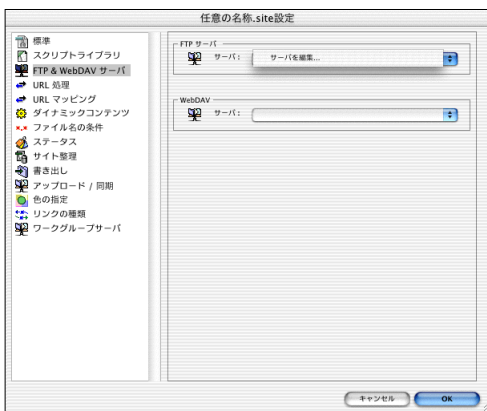 任意の名称.site設定
標準
スクリプトライブラリ
FTP & WebDAV サーバ
URL 処理
URL マッピング
ダイナミックコンテンツ
ファイル名の条件
ステータス
サイト整理
書き出し
アップロード / 同期
色の指定
リンクの種類
ワークグループサーバ
FTP サーバ
サーバ:
サーバを編集...
WebDAV
サーバ:
キャンセル
OK